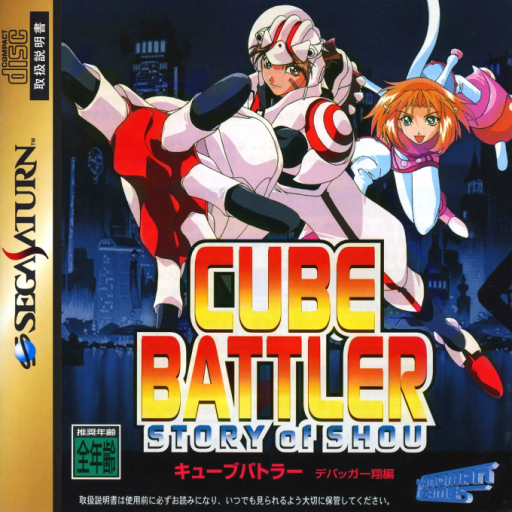 COMPACT
disc
取扱説明書
SEGA SATURN™
CUBE
BATTLER
STORY of SHOU
推奨年齢
全年齢
キューブバトラー デバッガー翔編
取扱説明書は使用前に必ずお読みになり、いつでも見られるよう大切に保管してください。